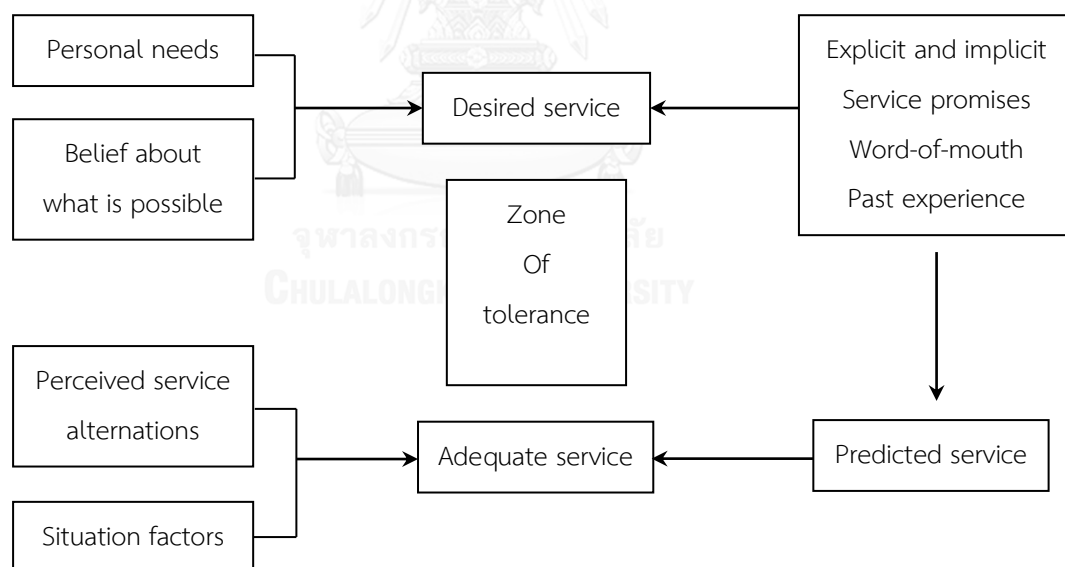 Personal needs
Belief about
what is possible
Desired service
Explicit and implicit
Service promises
Word-of-mouth
Past experience
Zone
Of
tolerance
Perceived service
alternations
Situation factors
Adequate service
Predicted service